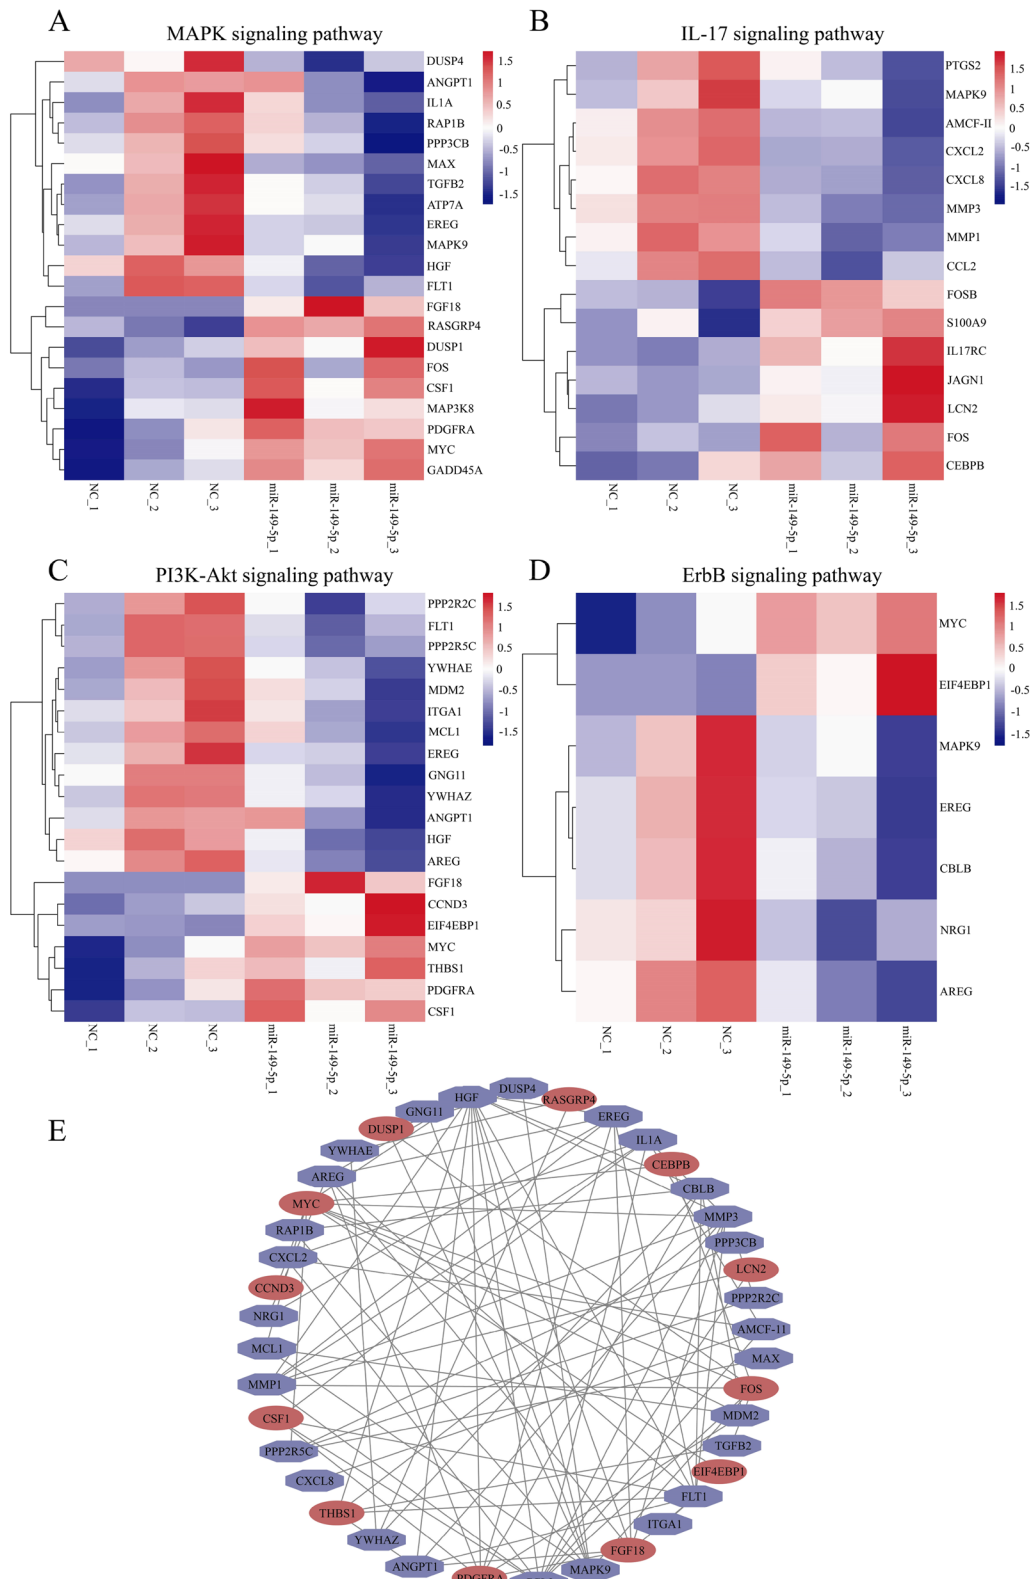 A
MAPK signaling pathway
DUSP4
ANGPT1
IL1A
RAP1B
PPP3CB
MAX
TGFB2
ATP7A
EREG
MAPK9
HGF
FLT1
FGF18
RASGRP4
DUSP1
FOS
CSF1
MAP3K8
PDGFRA
MYC
GADD45A
1.5
1
0.5
0
-0.5
-1
-1.5
NC_1
NC_2
NC_3
miR-149-5p_1
miR-149-5p_2
miR-149-5p_3
B
IL-17 signaling pathway
PTGS2
MAPK9
AMCF-II
CXCL2
CXCL8
MMP3
MMP1
CCL2
FOSB
S100A9
IL17RC
JAGN1
LCN2
FOS
CEBPB
1.5
1
0.5
0
-0.5
-1
-1.5
NC_1
NC_2
NC_3
miR-149-5p_1
miR-149-5p_2
miR-149-5p_3
C
PI3K-Akt signaling pathway
PPP2R2C
FLT1
PPP2R5C
YWHAE
MDM2
ITGA1
MCL1
EREG
GNG11
YWHAZ
ANGPT1
HGF
AREG
FGF18
CCND3
EIF4EBP1
MYC
THBS1
PDGFRA
CSF1
1.5
1
0.5
0
-0.5
-1
-1.5
NC_1
NC_2
NC_3
miR-149-5p_1
miR-149-5p_2
miR-149-5p_3
D
ErbB signaling pathway
MYC
EIF4EBP1
MAPK9
EREG
CBLB
NRG1
AREG
1.5
1
0.5
0
-0.5
-1
-1.5
NC_1
NC_2
NC_3
miR-149-5p_1
miR-149-5p_2
miR-149-5p_3
E
HGF
DUSP4
RASGRP4
EREG
IL1A
CEBPB
CBLB
MMP3
PPP3CB
LCN2
PPP2R2C
AMCF-11
MAX
FOS
MDM2
TGFB2
EIF4EBP1
FLT1
ITGA1
FGF18
MAPK9
PDGFRA
ANGPT1
YWHAZ
THBS1
CXCL8
PPP2R5C
CSF1
MMP1
MCL1
NRG1
CCND3
CXCL2
RAP1B
MYC
AREG
YWHAE
DUSP1
GNG11